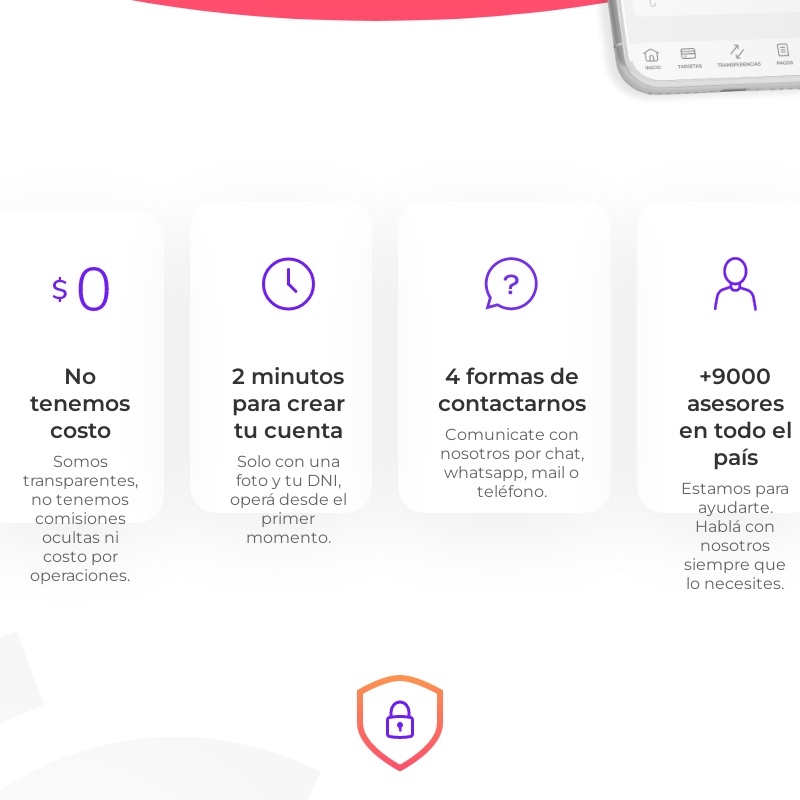 INICIO
TARJETAS
TRANSFERENCIAS
PAGOS
$0
No
tenemos
costo
Somos
transparentes,
no tenemos
comisiones
ocultas ni
costo por
operaciones.
2 minutos
para crear
tu cuenta
Solo con una
foto y tu DNI,
operá desde el
primer
momento.
?
4 formas de
contactarnos
Comunicate con
nosotros por chat,
whatsapp, mail o
teléfono.
+9000
asesores
en todo el
país
Estamos para
ayudarte.
Hablá con
nosotros
siempre que
lo necesites.